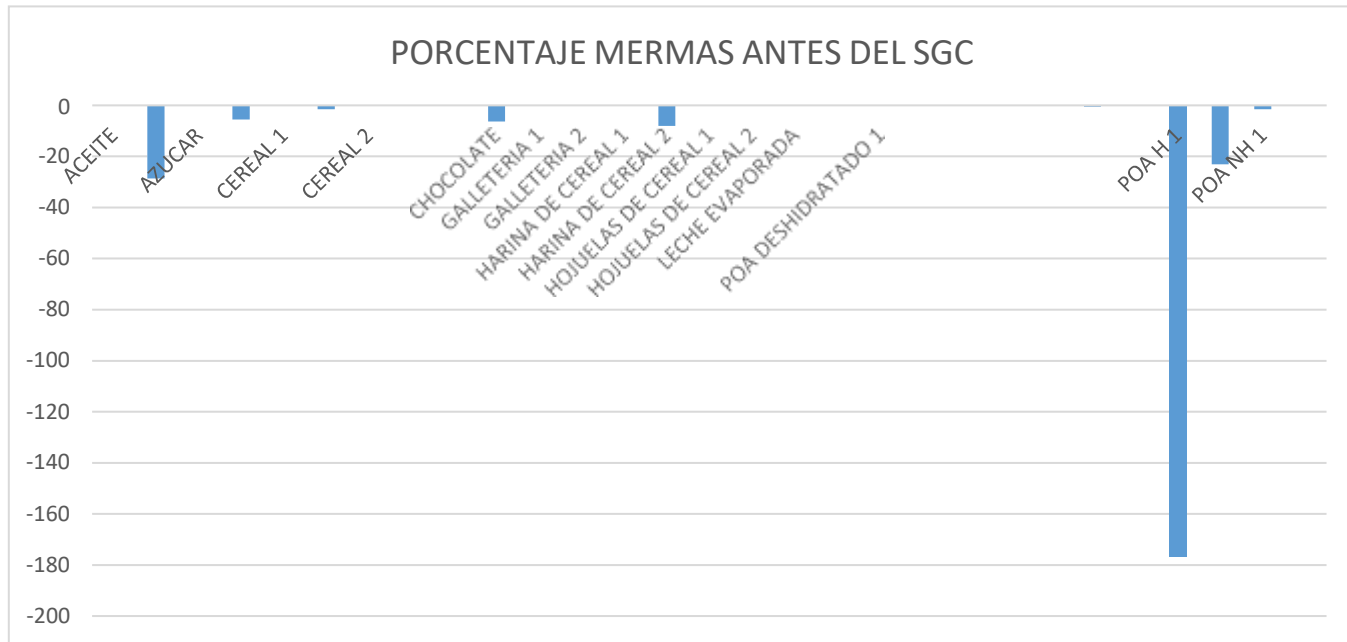 PORCENTAJE MERMAS ANTES DEL SGC
0
-20
-40
-60
-80
-100
-120
-140
-160
-180
-200
ACEITE
AZUCAR
CEREAL 1
CEREAL 2
CHOCOLATE
GALLETERIA 1
GALLETERIA 2
HARINA DE CEREAL 1
HARINA DE CEREAL 2
HOJUELAS DE CEREAL 1
HOJUELAS DE CEREAL 2
LECHE EVAPORADA
POA DESHIDRATADO 1
POA H 1
POA NH 1